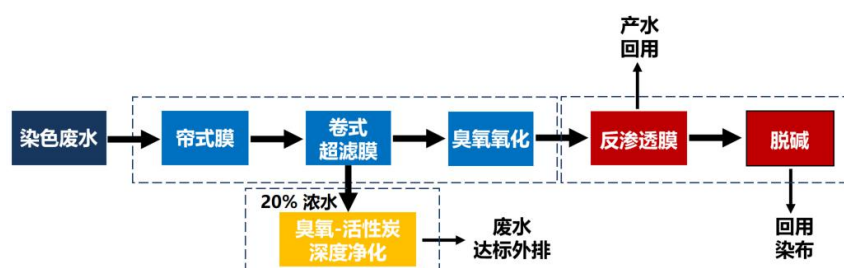 产水
回用
染色废水
帘式膜
卷式
超滤膜
臭氧氧化
反渗透膜
脱碱
20% 浓水
臭氧-活性炭
深度净化
废水
达标外排
回用
染布